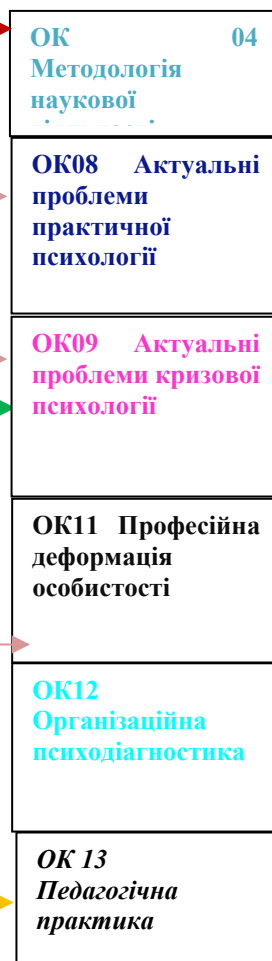 ОК 04
Методологія
наукової
ОК08 Актуальні
проблеми
практичної
психології
ОК09 Актуальні
проблеми кризової
психології
ОК11 Професійна
деформація
особистості
ОК12
Організаційна
психодіагностика
ОК 13
Педагогічна
практика